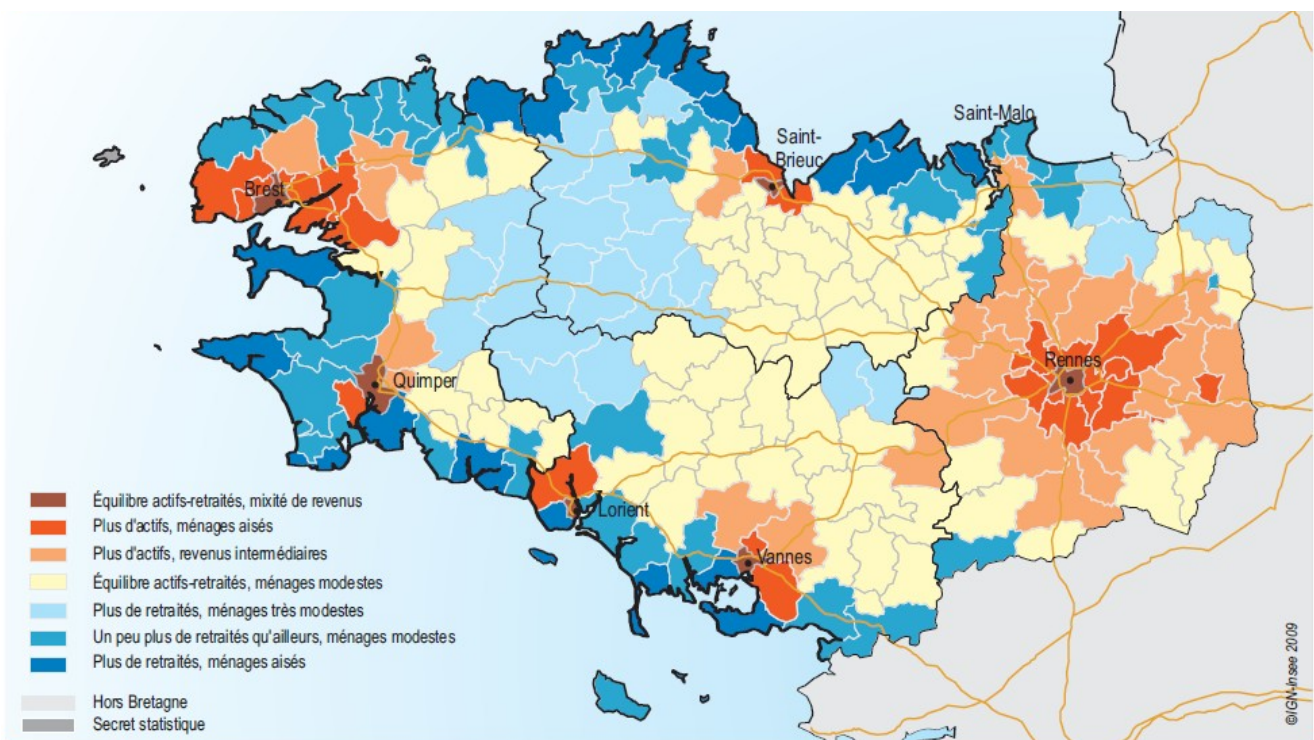 Saint-Malo
Saint-
Brieuc
Brest
Rennes
Quimper
Lorient
Vannes
Équilibre actifs-retraités, mixité de revenus
Plus d'actifs, ménages aisés
Plus d'actifs, revenus intermédiaires
Équilibre actifs-retraités, ménages modestes
Plus de retraités, ménages très modestes
Un peu plus de retraités qu'ailleurs, ménages modestes
Plus de retraités, ménages aisés
Hors Bretagne
Secret statistique
©IGN-Insee 2009